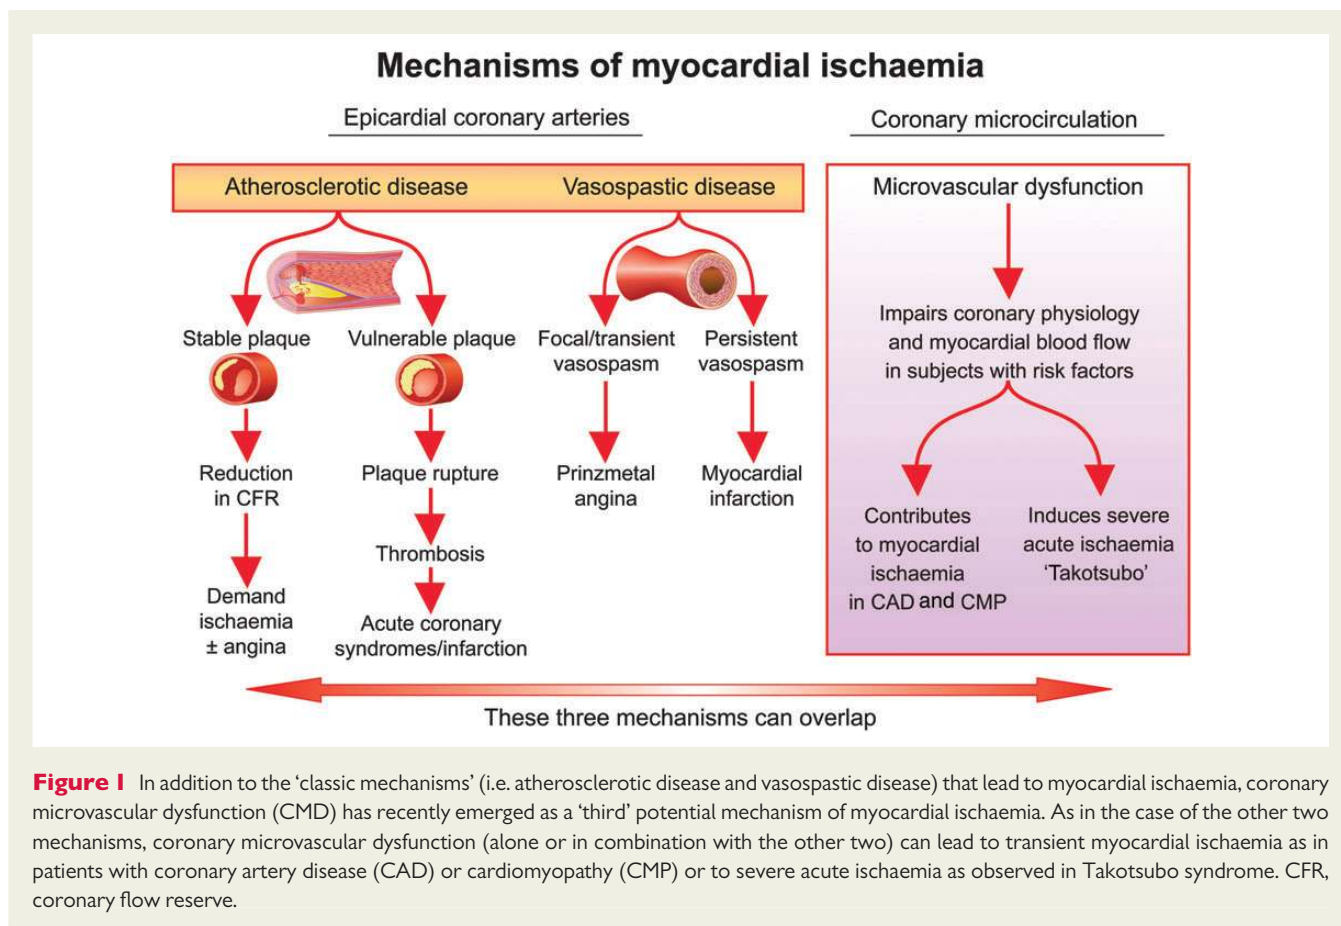 Mechanisms of myocardial ischaemia
Epicardial coronary arteries
Coronary microcirculation
Atherosclerotic disease
Vasospastic disease
Microvascular dysfunction
Stable plaque
Vulnerable plaque
Focal/transient
vasospasm
Persistent
vasospasm
Impairs coronary physiology
and myocardial blood flow
in subjects with risk factors
Reduction
in CFR
Plaque rupture
Prinzmetal
angina
Myocardial
infarction
Thrombosis
Contributes
to myocardial
ischaemia
in CAD and CMP
Induces severe
acute ischaemia
‘Takotsubo’
Demand
ischaemia
± angina
Acute coronary
syndromes/infarction
These three mechanisms can overlap
Figure 1 In addition to the ‘classic mechanisms’ (i.e. atherosclerotic disease and vasospastic disease) that lead to myocardial ischaemia, coronary
microvascular dysfunction (CMD) has recently emerged as a ‘third’ potential mechanism of myocardial ischaemia. As in the case of the other two
mechanisms, coronary microvascular dysfunction (alone or in combination with the other two) can lead to transient myocardial ischaemia as in
patients with coronary artery disease (CAD) or cardiomyopathy (CMP) or to severe acute ischaemia as observed in Takotsubo syndrome. CFR,
coronary flow reserve.